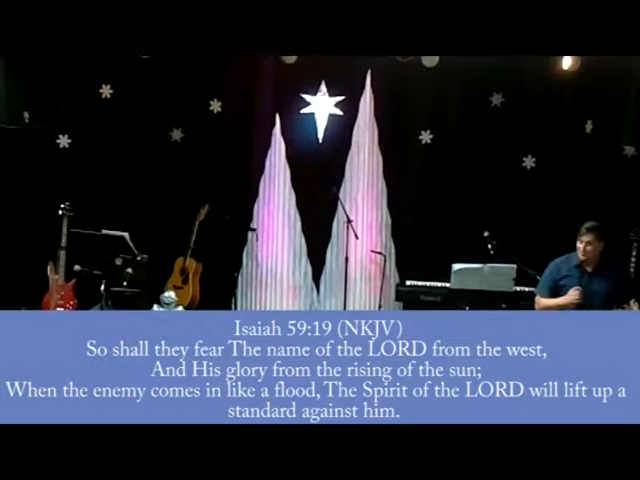 Isaiah 59:19 (NKJV)
So shall they fear The name of the LORD from the west,
And His glory from the rising of the sun;
When the enemy comes in like a flood, The Spirit of the LORD will lift up a
standard against him.